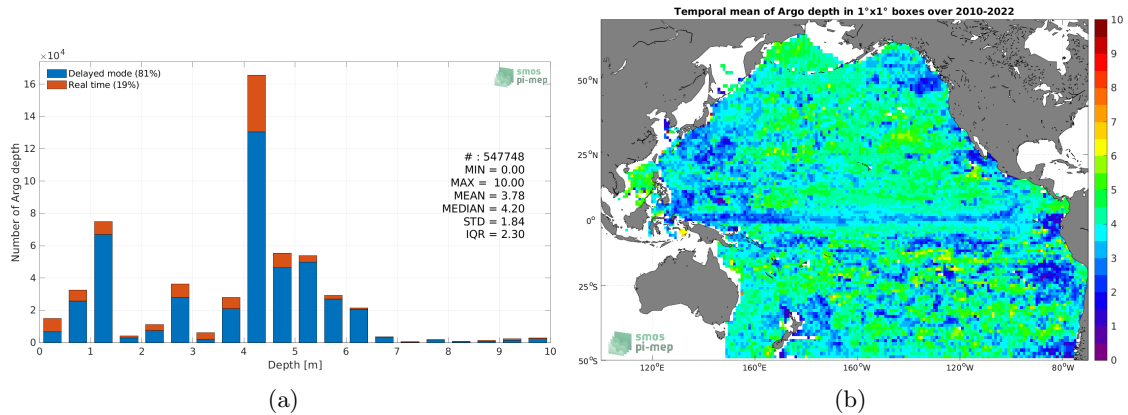 ×10⁴
Delayed mode (81%)
Real time (19%)
smos
pi-mep
# : 547748
MIN = 0.00
MAX = 10.00
MEAN = 3.78
MEDIAN = 4.20
STD = 1.84
IQR = 2.30
Number of Argo depth
16
14
12
10
8
6
4
2
0
0 1 2 3 4 5 6 7 8 9 10
Depth [m]
(a)
Temporal mean of Argo depth in 1°x1° boxes over 2010-2022
50°N
25°N
0°
25°S
50°S
120°E 160°E 160°W 120°W 80°W
smos
pi-mep
10
9
8
7
6
5
4
3
2
1
0
(b)